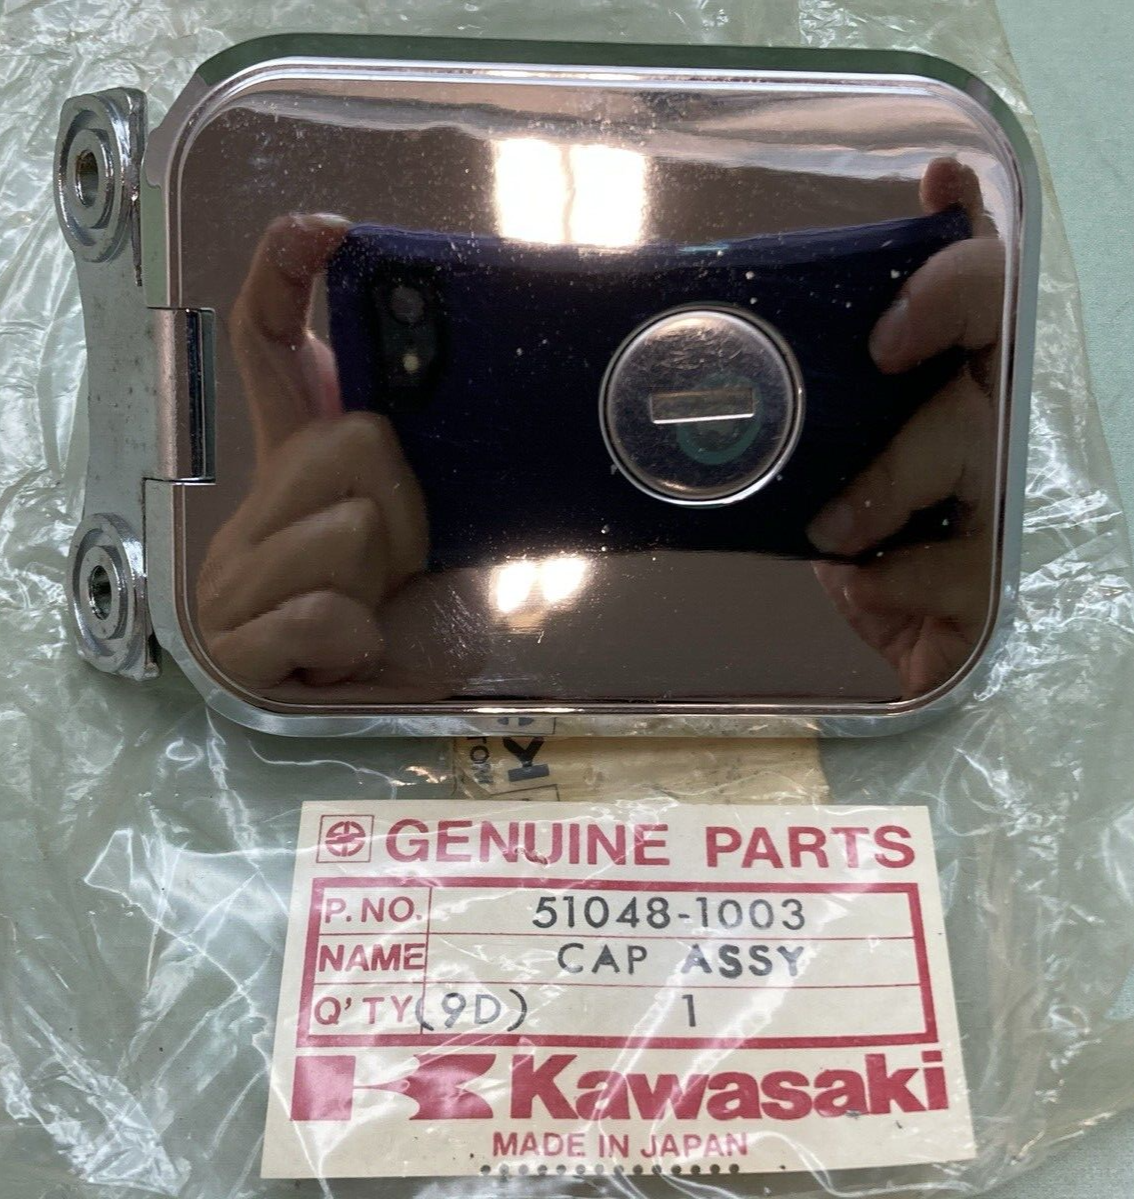 GENUINE PARTS
P. NO. 51048-1003
NAME CAP ASSY
Q'TY (9D) 1
Kawasaki
MADE IN JAPAN